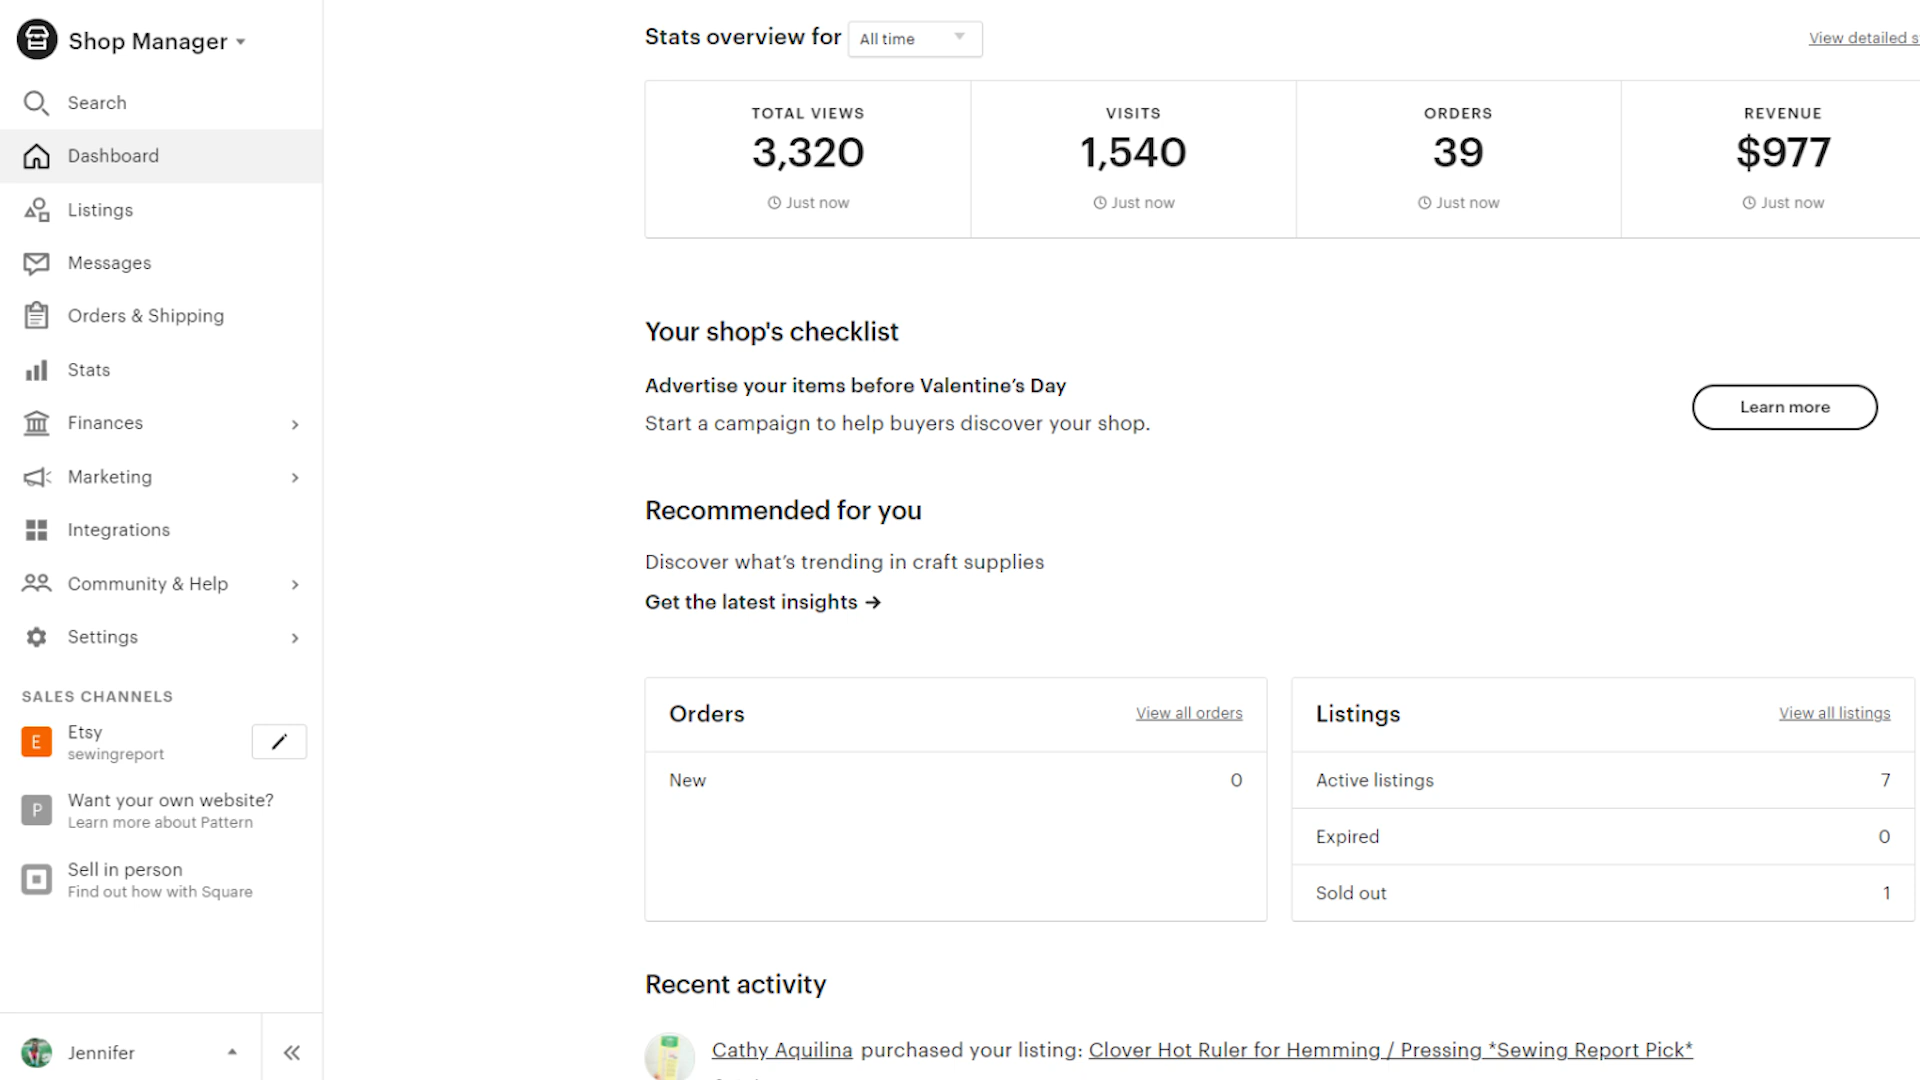 Shop Manager
Search
Dashboard
Listings
Messages
Orders & Shipping
Stats
Finances
Marketing
Integrations
Community & Help
Settings
SALES CHANNELS
E
Etsy
sewingreport
P
Want your own website?
Learn more about Pattern
Sell in person
Find out how with Square
Jennifer
Stats overview for All time
View detailed s
TOTAL VIEWS
3,320
Just now
VISITS
1,540
Just now
ORDERS
39
Just now
REVENUE
$977
Just now
Your shop's checklist
Advertise your items before Valentine's Day
Start a campaign to help buyers discover your shop.
Learn more
Recommended for you
Discover what's trending in craft supplies
Get the latest insights →
Orders View all orders
New 0
Listings View all listings
Active listings 7
Expired 0
Sold out 1
Recent activity
Cathy Aquilina purchased your listing: Clover Hot Ruler for Hemming / Pressing *Sewing Report Pick*